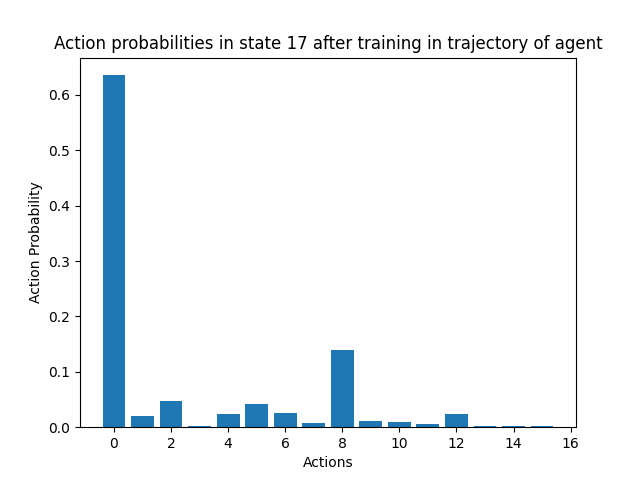 Action probabilities in state 17 after training in trajectory of agent
Action Probability
0.6
0.5
0.4
0.3
0.2
0.1
0.0
0 2 4 6 8 10 12 14 16
Actions